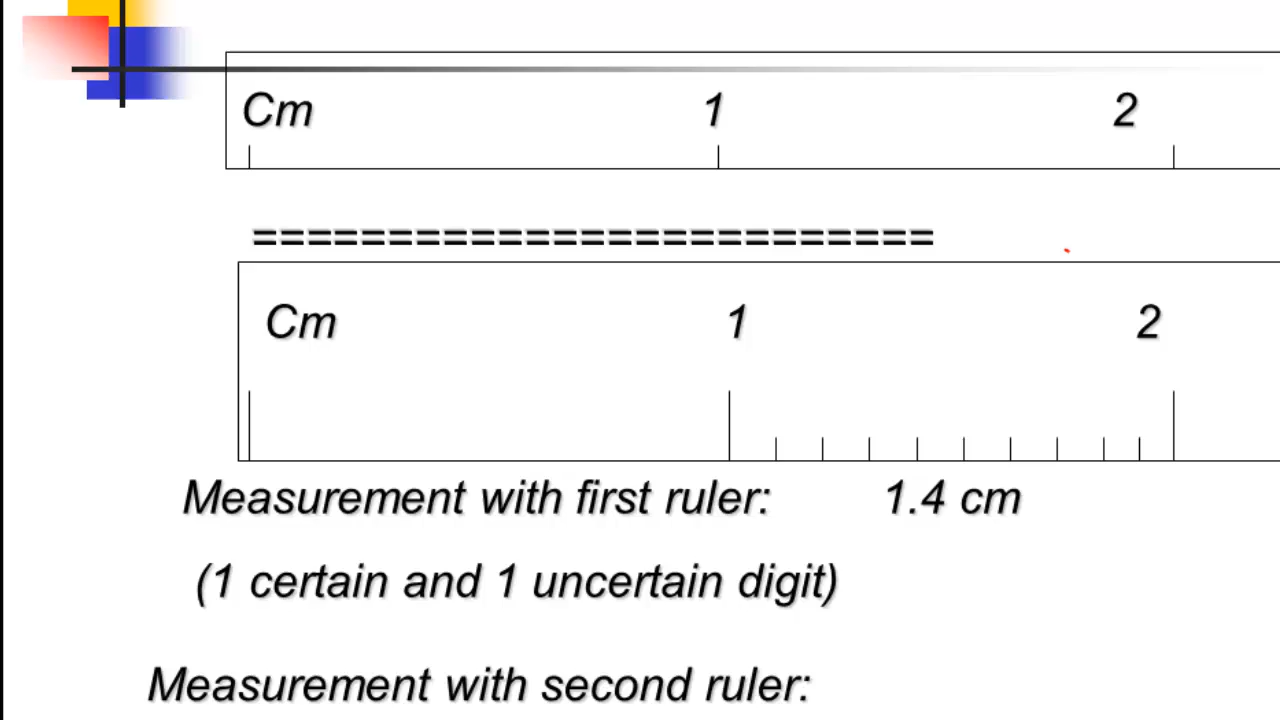 Cm 1 2
=========================
Cm 1 2
Measurement with first ruler: 1.4 cm
(1 certain and 1 uncertain digit)
Measurement with second ruler: